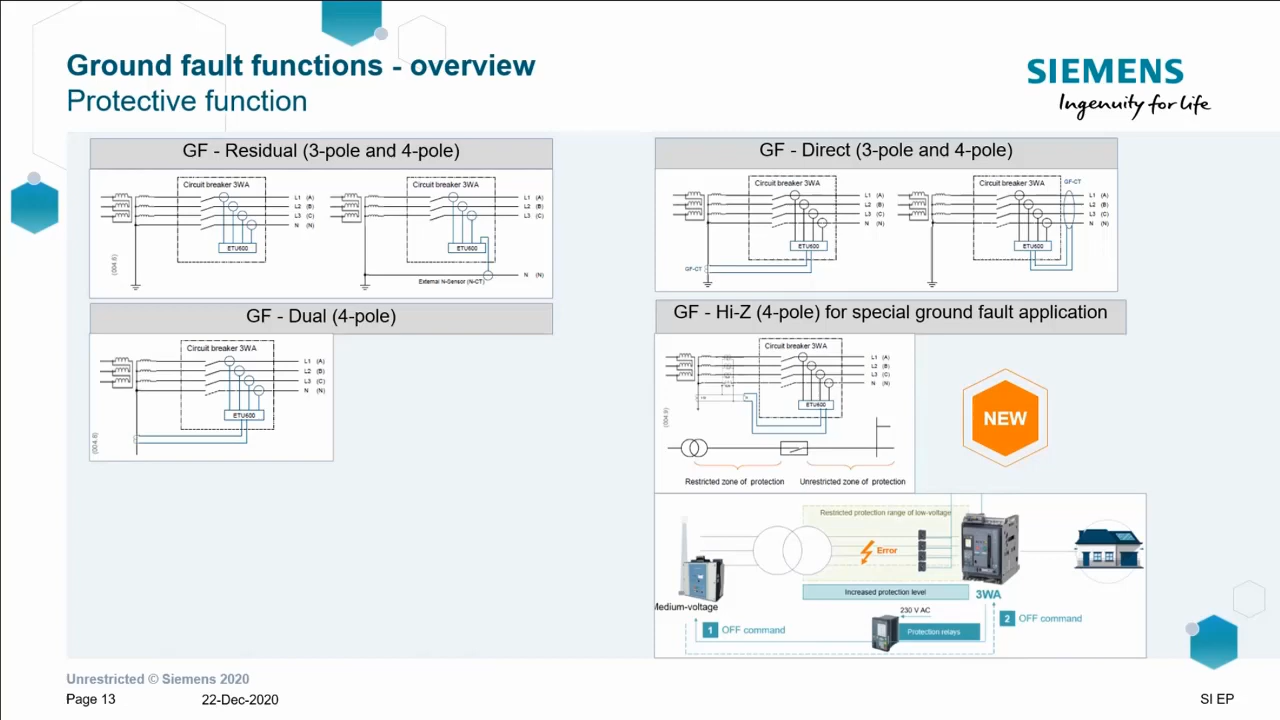 Ground fault functions - overview
Protective function
SIEMENS
Ingenuity for life
GF - Residual (3-pole and 4-pole)
Circuit breaker 3WA
L1 (A)
L2 (B)
L3 (C)
N (N)
ETU600
(004.6)
Circuit breaker 3WA
L1 (A)
L2 (B)
L3 (C)
ETU600
N (N)
External N-Sensor (N-CT)
GF - Direct (3-pole and 4-pole)
Circuit breaker 3WA
L1 (A)
L2 (B)
L3 (C)
N (N)
ETU600
GF-CT
Circuit breaker 3WA
GF-CT
L1 (A)
L2 (B)
L3 (C)
N (N)
ETU600
GF - Dual (4-pole)
Circuit breaker 3WA
L1 (A)
L2 (B)
L3 (C)
N (N)
ETU600
(004.8)
GF - Hi-Z (4-pole) for special ground fault application
Circuit breaker 3WA
L1 (A)
L2 (B)
L3 (C)
N (N)
ETU600
(004.9)
Restricted zone of protection
Unrestricted zone of protection
NEW
Restricted protection range of low-voltage
Error
Increased protection level
3WA
Medium-voltage
230 V AC
1 OFF command
Protection relays
2 OFF command
Unrestricted © Siemens 2020
Page 13
22-Dec-2020
SI EP